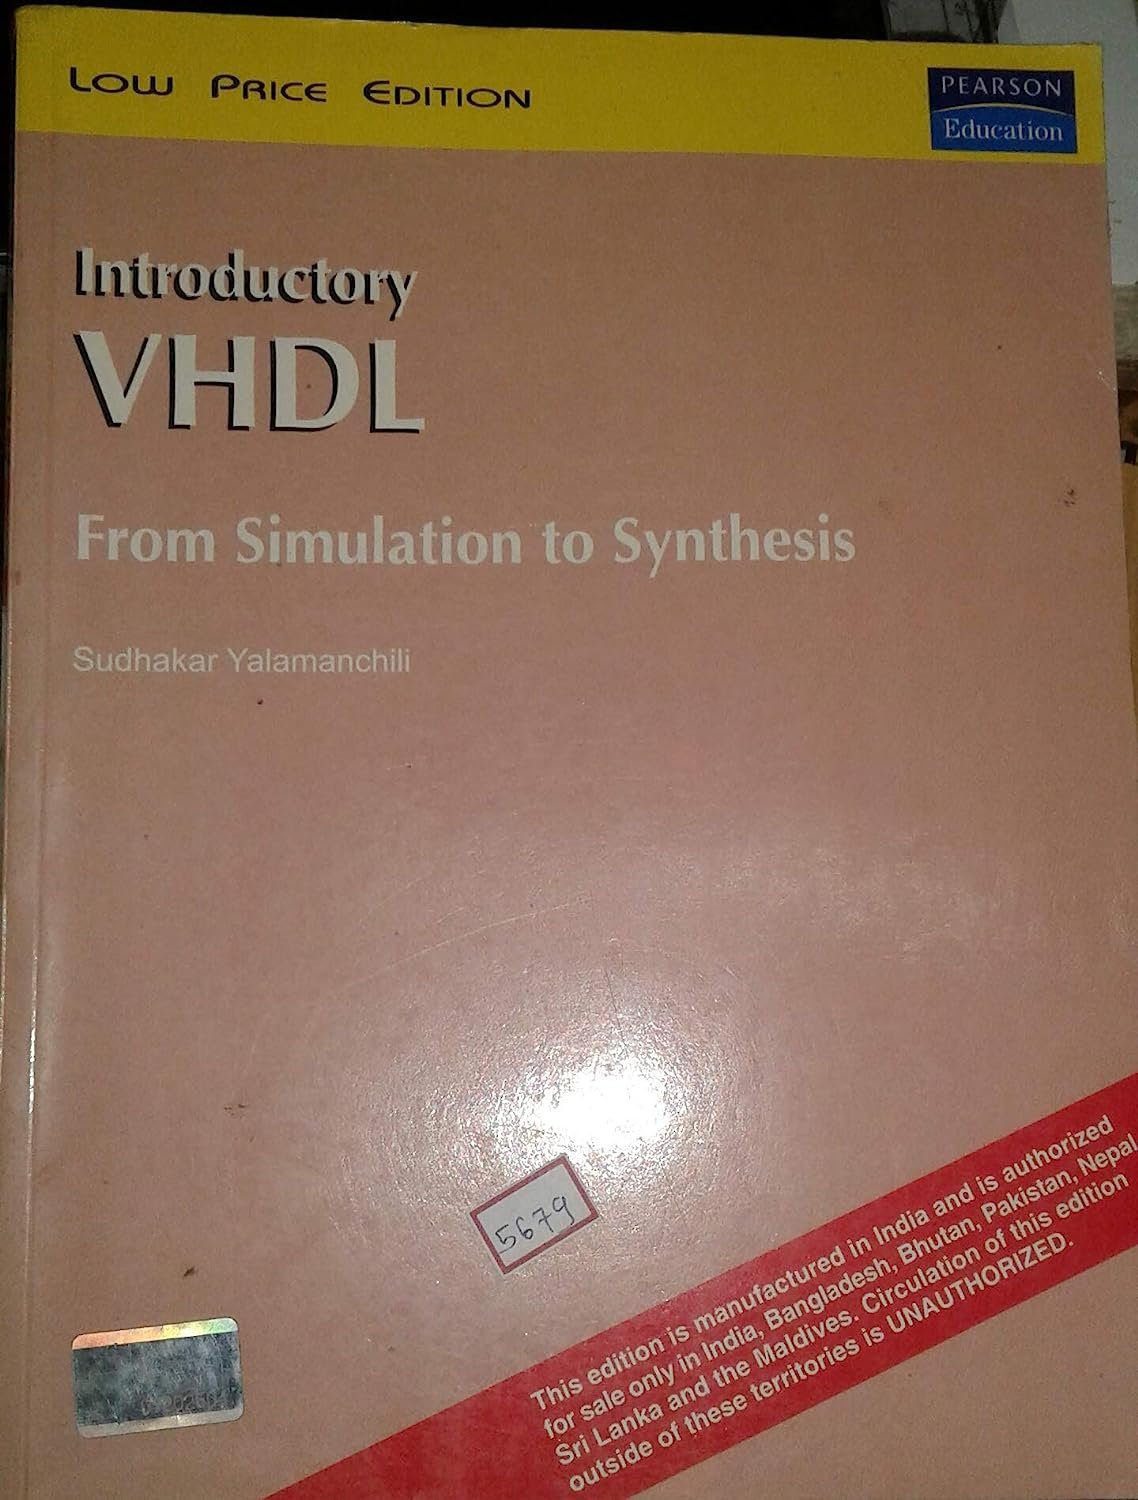 LOW PRICE EDITION
PEARSON
Education
Introductory
VHDL
From Simulation to Synthesis
Sudhakar Yalamanchili
5679
This edition is manufactured in India and is authorized
for sale only in India, Bangladesh, Bhutan, Pakistan, Nepal,
Sri Lanka and the Maldives. Circulation of this edition
outside of these territories is UNAUTHORIZED.